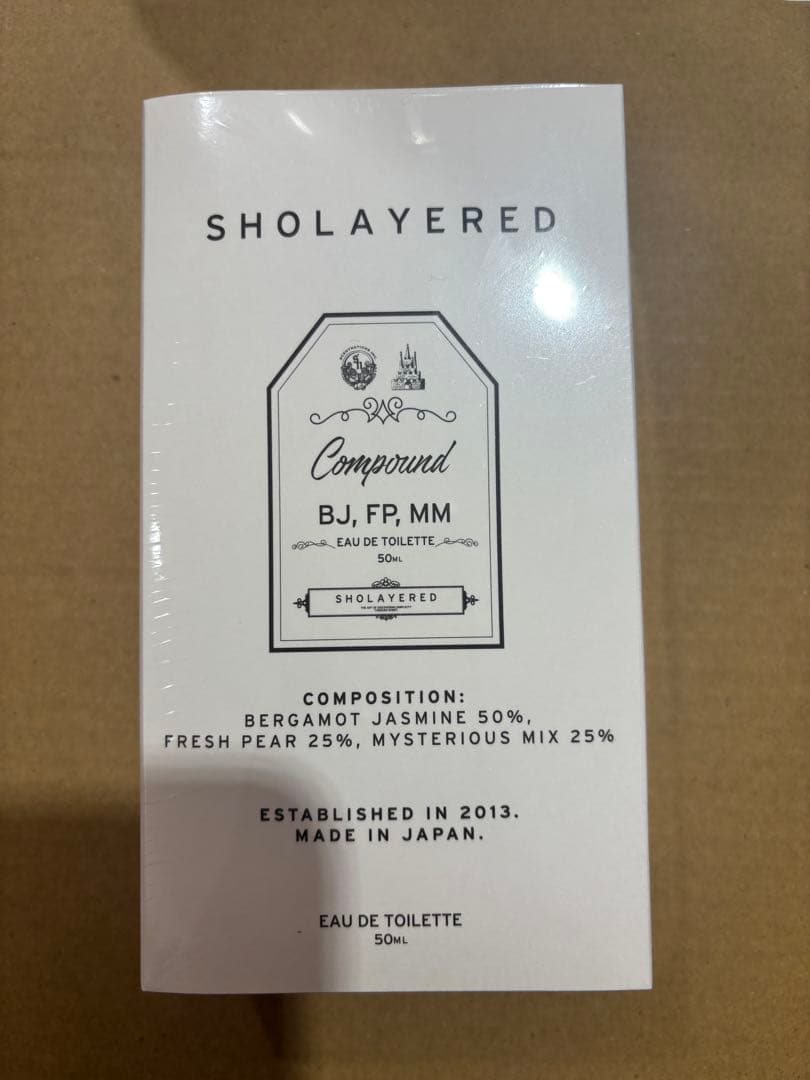 SHOLAYERED
Compound
BJ, FP, MM
EAU DE TOILETTE
50ML
SHOLAYERED
COMPOSITION:
BERGAMOT JASMINE 50%,
FRESH PEAR 25%, MYSTERIOUS MIX 25%
ESTABLISHED IN 2013.
MADE IN JAPAN.
EAU DE TOILETTE
50ML